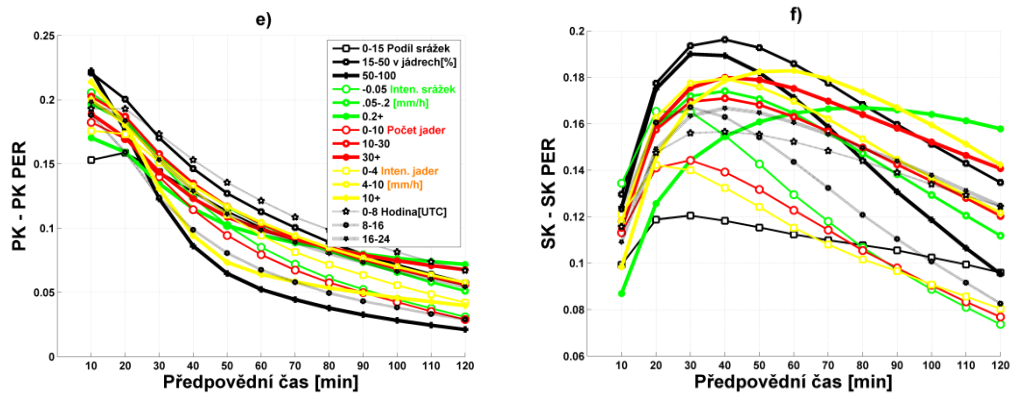 e)
PK - PK PER
0.25
0.2
0.15
0.1
0.05
0
0-15 Podíl srážek
15-50 v jádrech[%]
50-100
-0.05 Inten. srážek
.05-.2 [mm/h]
0.2+
0-10 Počet jader
10-30
30+
0-4 Inten. jader
4-10 [mm/h]
10+
0-8 Hodina[UTC]
8-16
16-24
10 20 30 40 50 60 70 80 90 100 110 120
Předpovědní čas [min]
f)
SK - SK PER
0.2
0.18
0.16
0.14
0.12
0.1
0.08
0.06
10 20 30 40 50 60 70 80 90 100 110 120
Předpovědní čas [min]